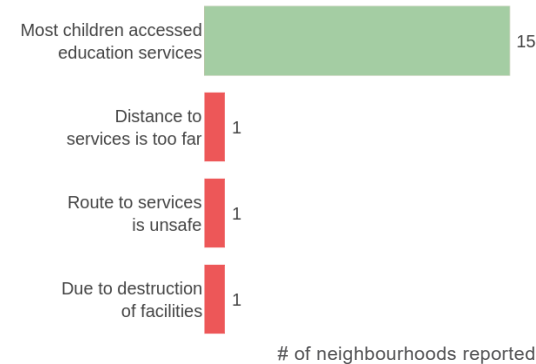 Most children accessed
education services
15
Distance to
services is too far
1
Route to services
is unsafe
1
Due to destruction
of facilities
1
# of neighbourhoods reported